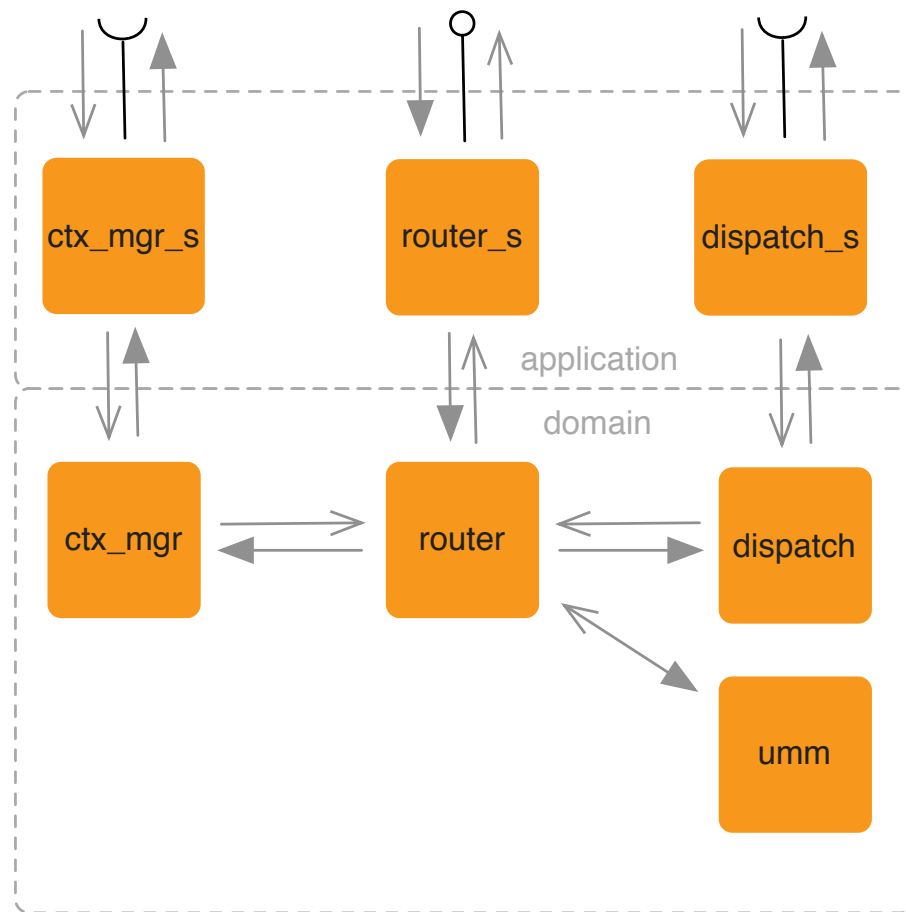 ctx_mgr_s
router_s
dispatch_s
application
domain
ctx_mgr
router
dispatch
umm